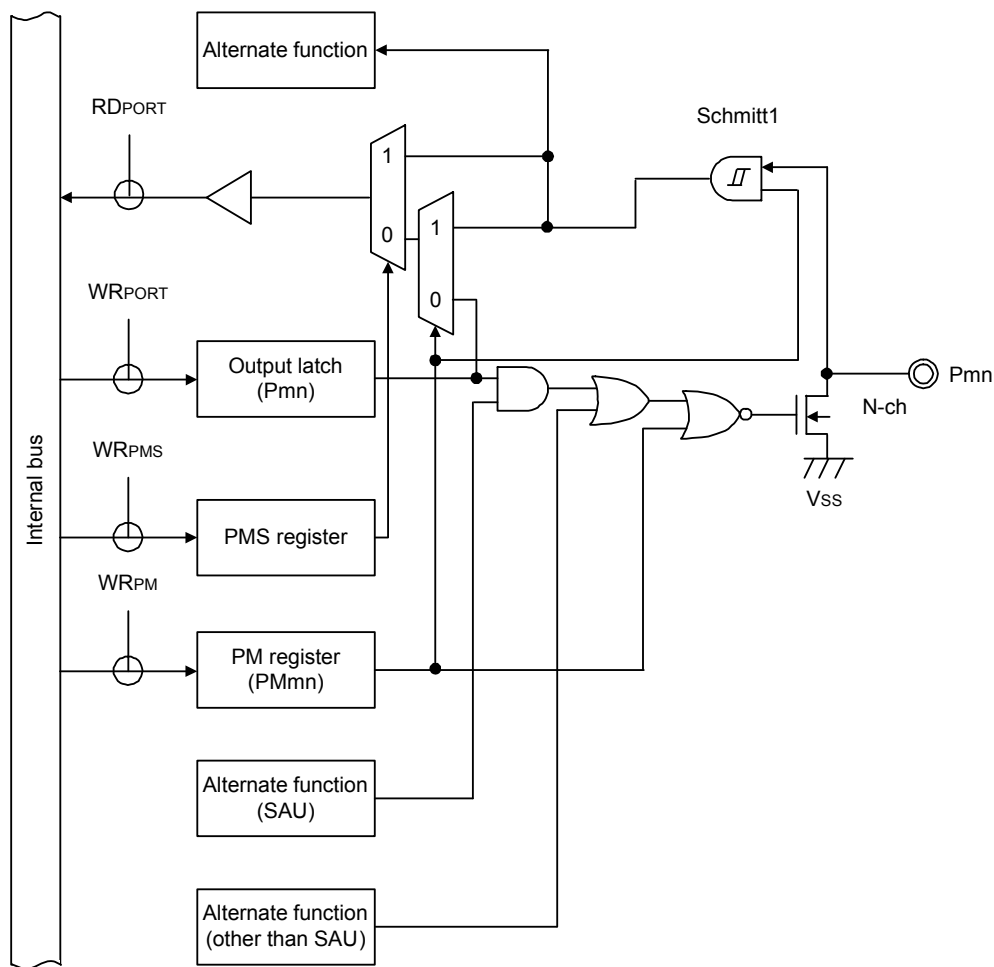 Alternate function
RDPORT
Schmitt1
1
0
1
0
WRPORT
Output latch
(Pmn)
Pmn
N-ch
VSS
WRPMS
PMS register
WRPM
PM register
(PMmn)
Internal bus
Alternate function
(SAU)
Alternate function
(other than SAU)